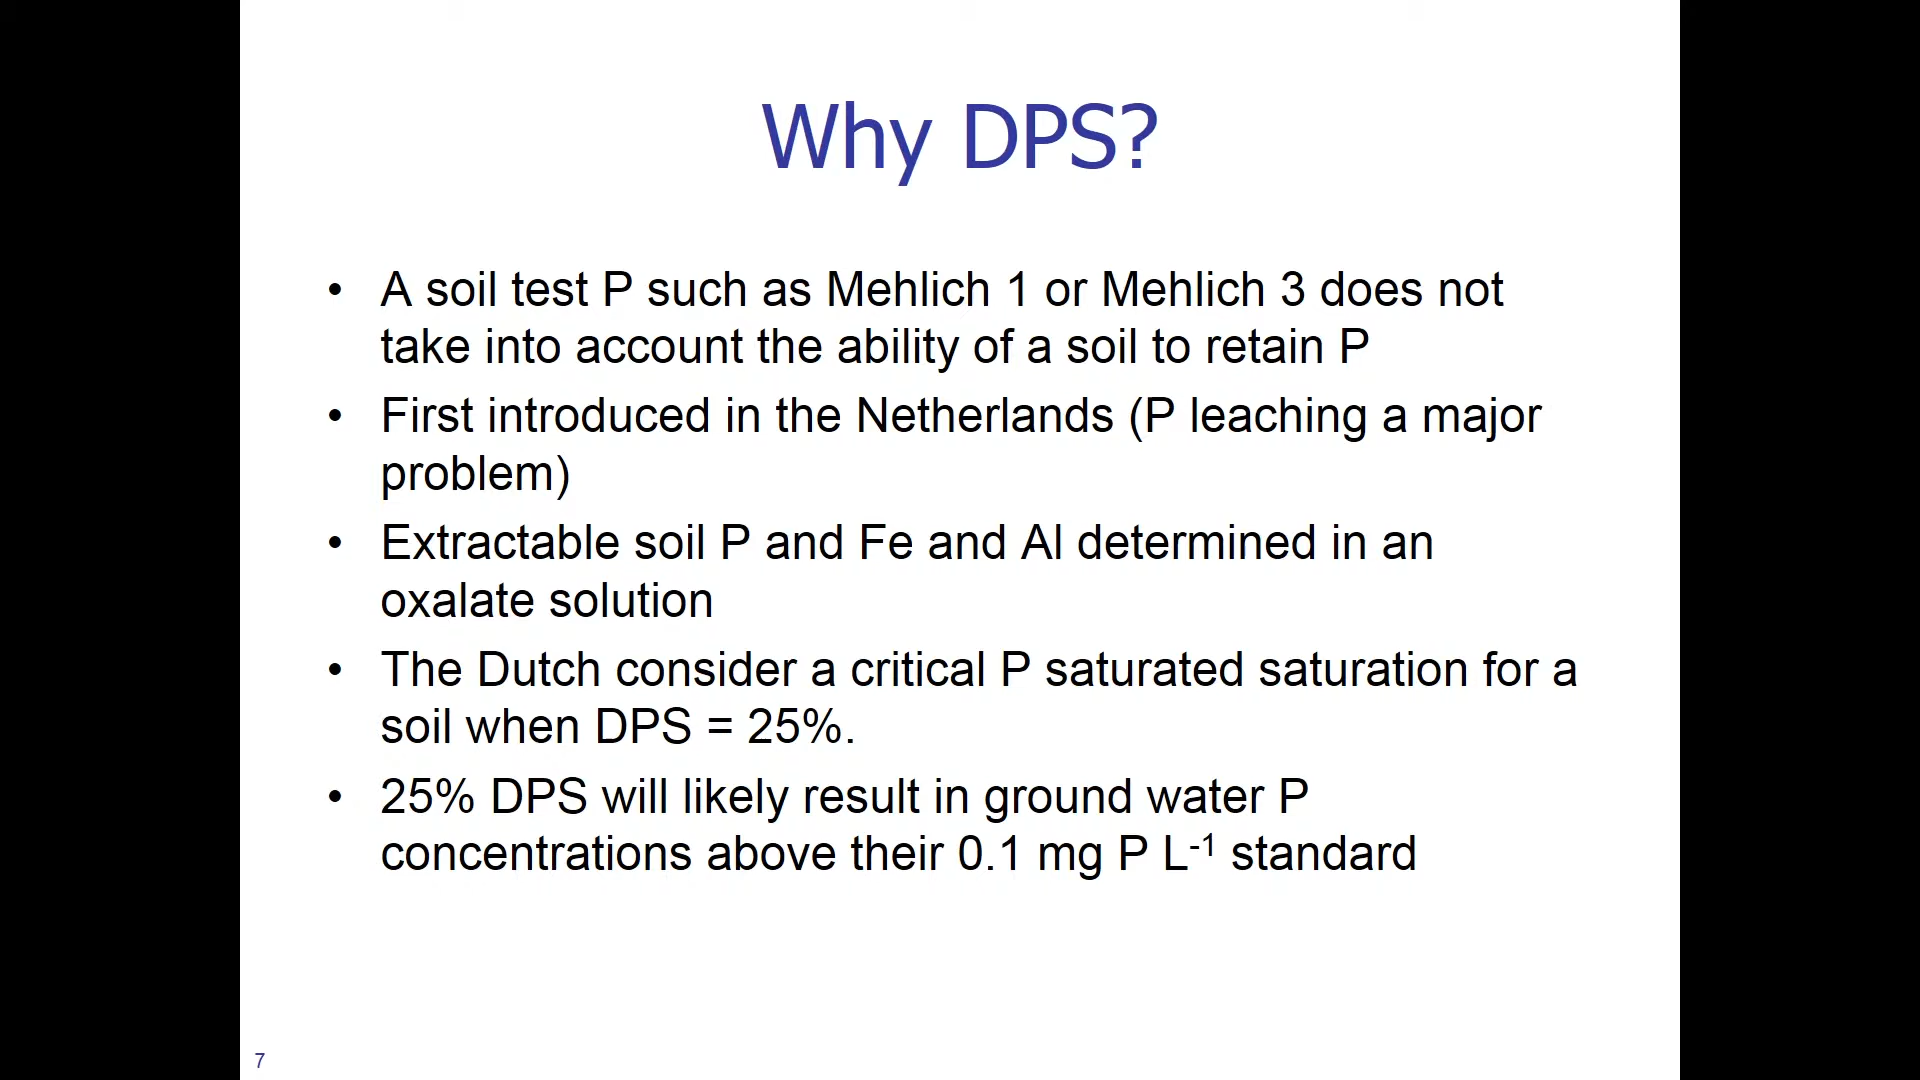 Why DPS?
• A soil test P such as Mehlich 1 or Mehlich 3 does not
take into account the ability of a soil to retain P
• First introduced in the Netherlands (P leaching a major
problem)
• Extractable soil P and Fe and Al determined in an
oxalate solution
• The Dutch consider a critical P saturated saturation for a
soil when DPS = 25%.
• 25% DPS will likely result in ground water P
concentrations above their 0.1 mg P L⁻¹ standard
7